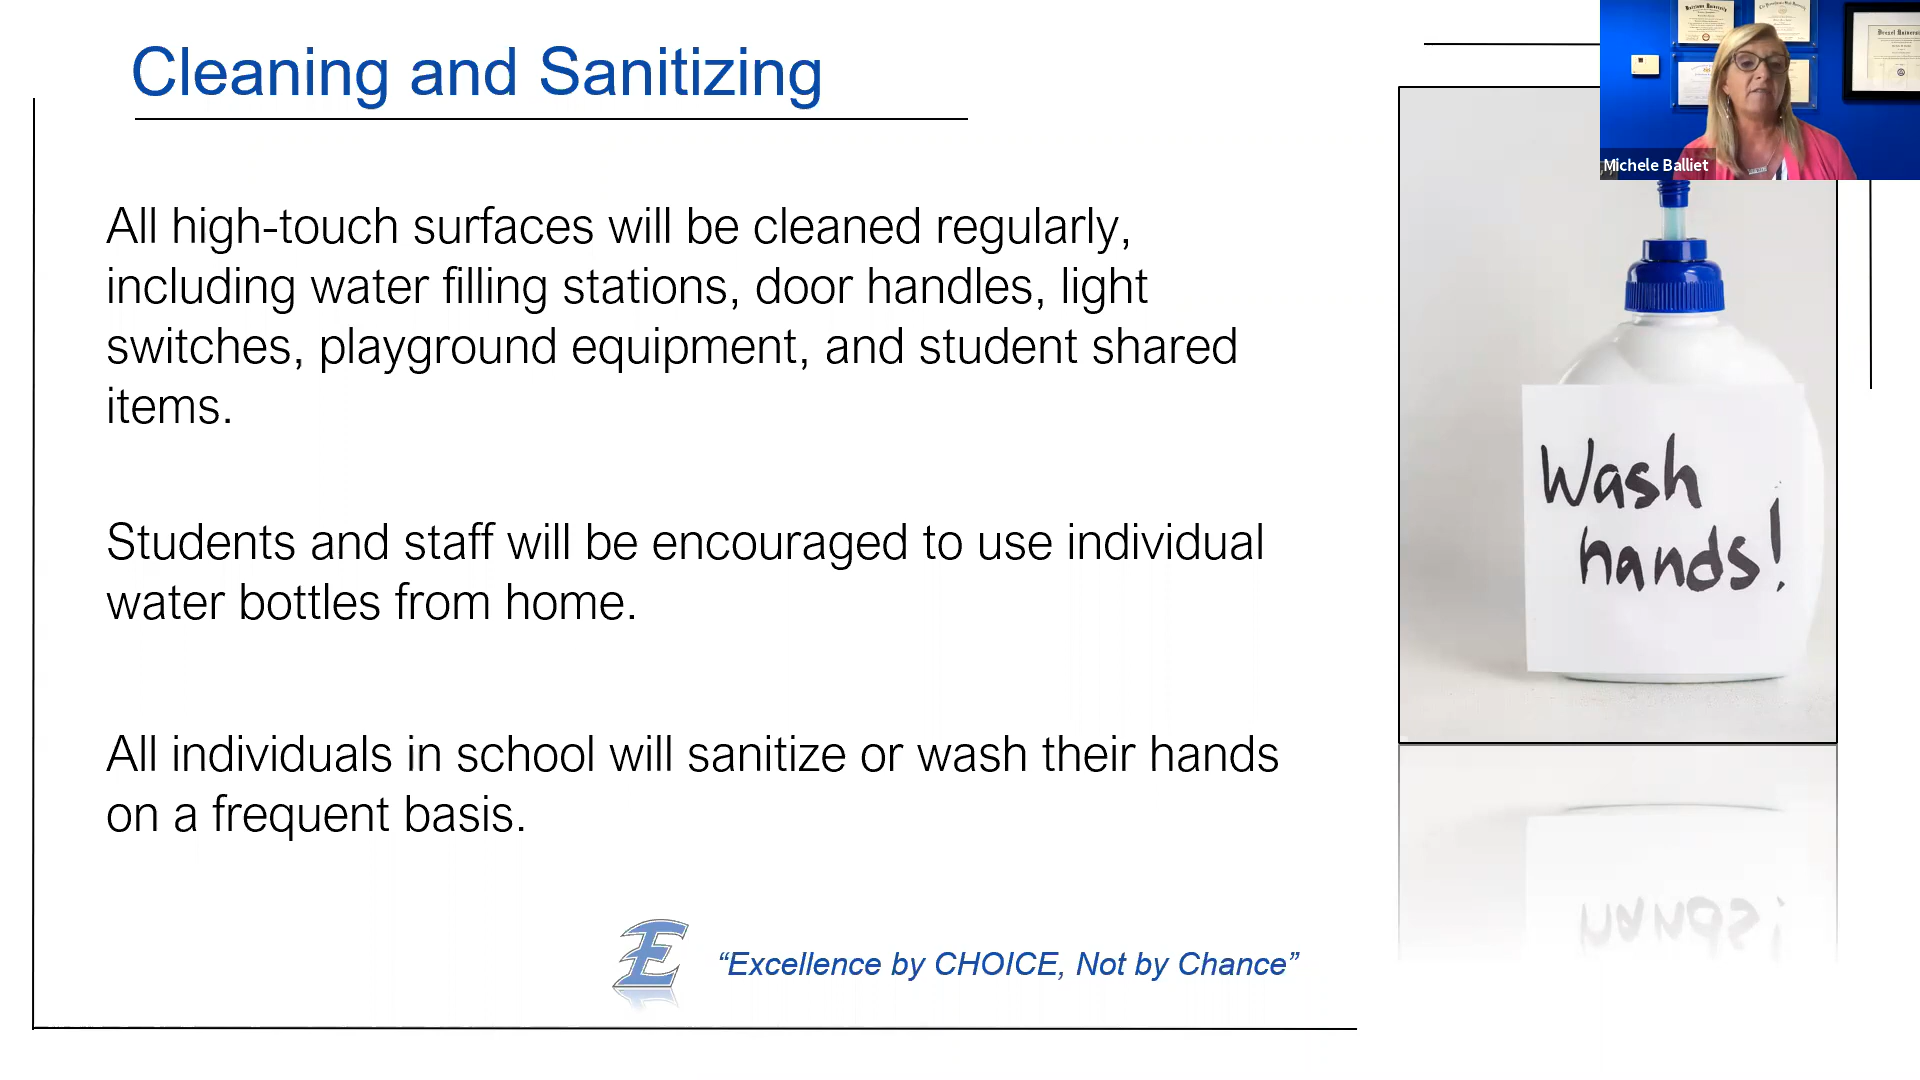 Cleaning and Sanitizing
All high-touch surfaces will be cleaned regularly,
including water filling stations, door handles, light
switches, playground equipment, and student shared
items.
Students and staff will be encouraged to use individual
water bottles from home.
All individuals in school will sanitize or wash their hands
on a frequent basis.
E
“Excellence by CHOICE, Not by Chance”
Michele Balliet
Wash
hands!